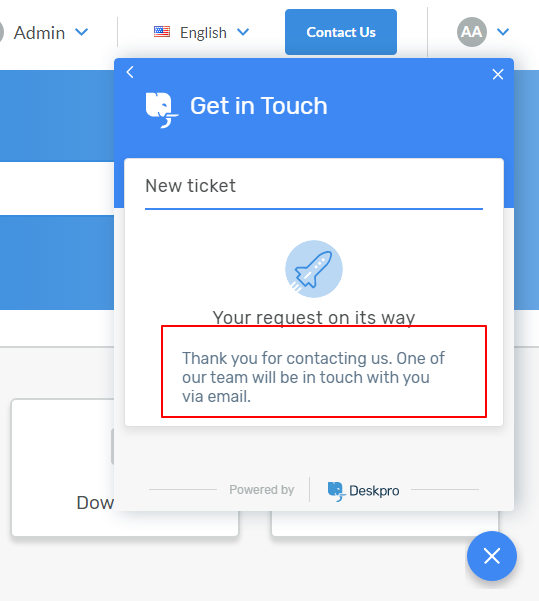 Admin
English
Contact Us
AA
Get in Touch
New ticket
Your request on its way
Thank you for contacting us. One of
our team will be in touch with you
via email.
Dow
Powered by
Deskpro